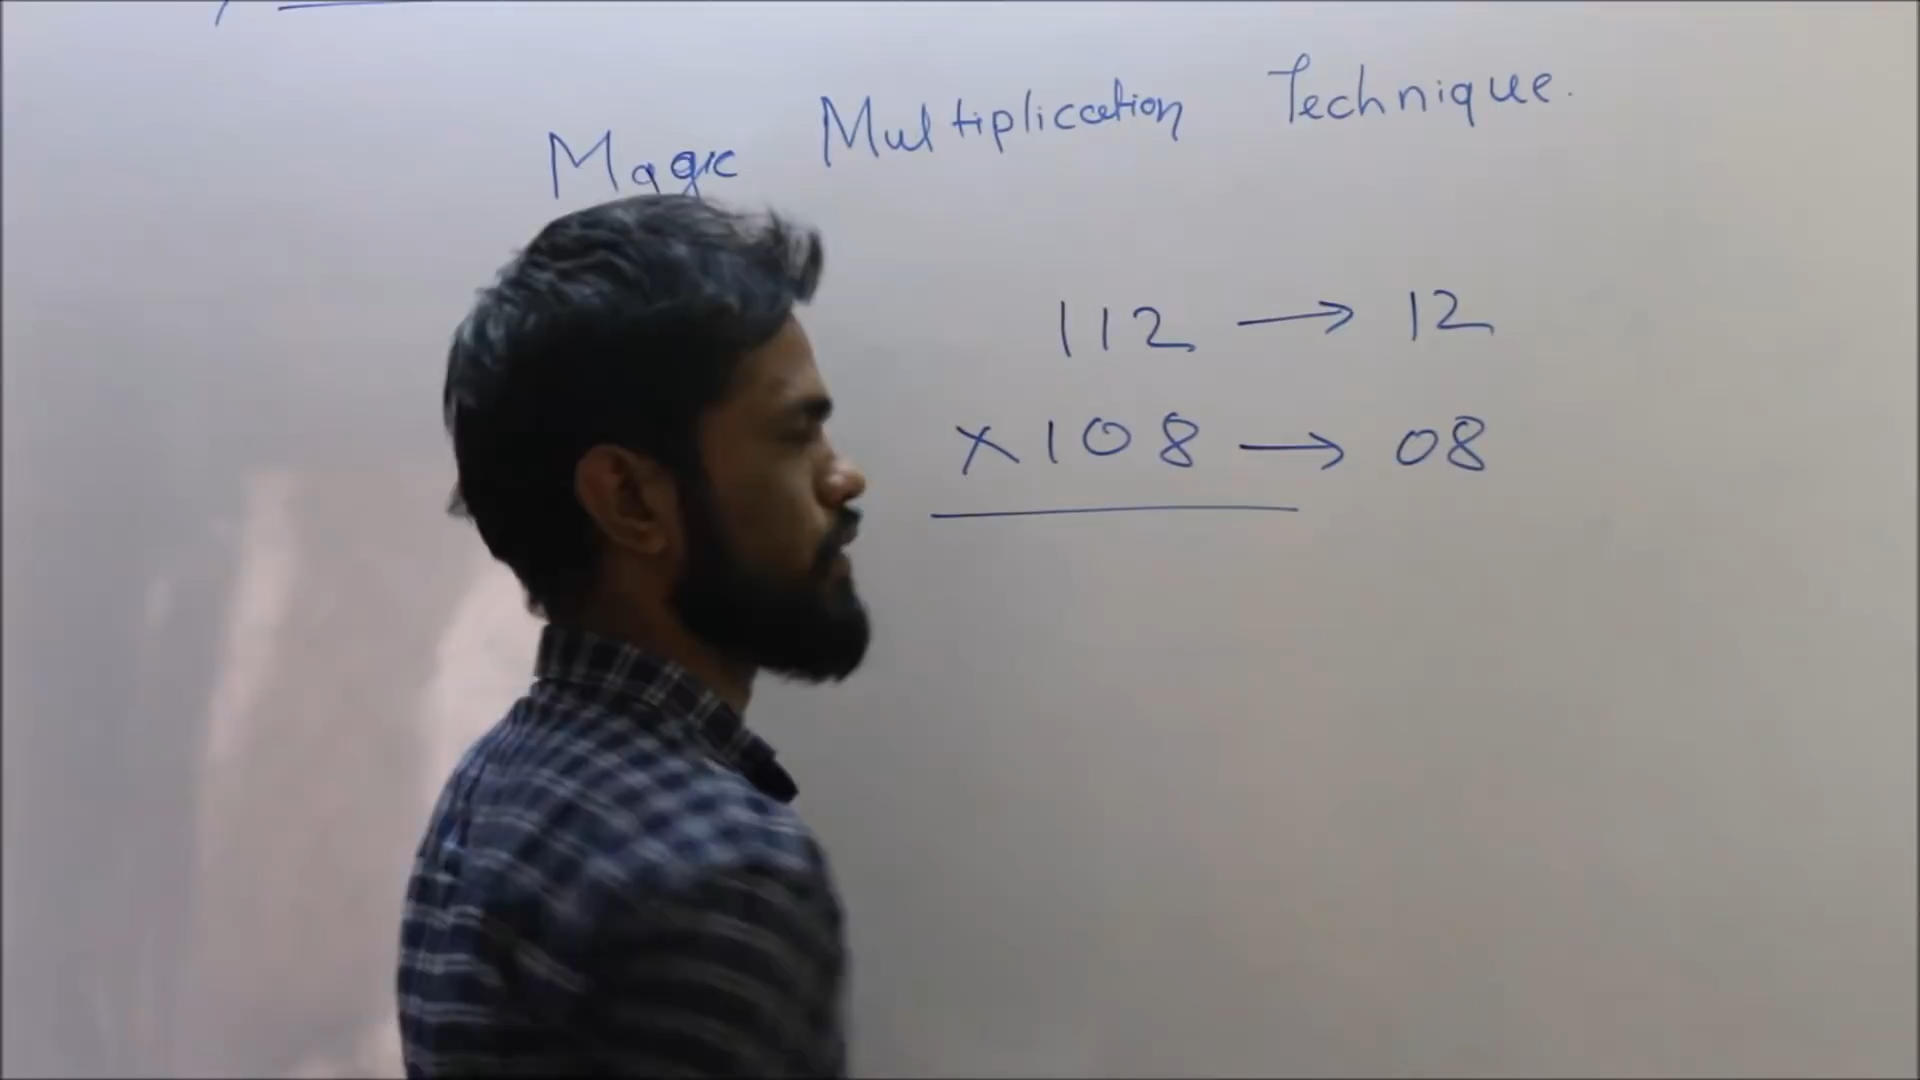 Magic Multiplication Technique.
112 → 12
×108 → 08